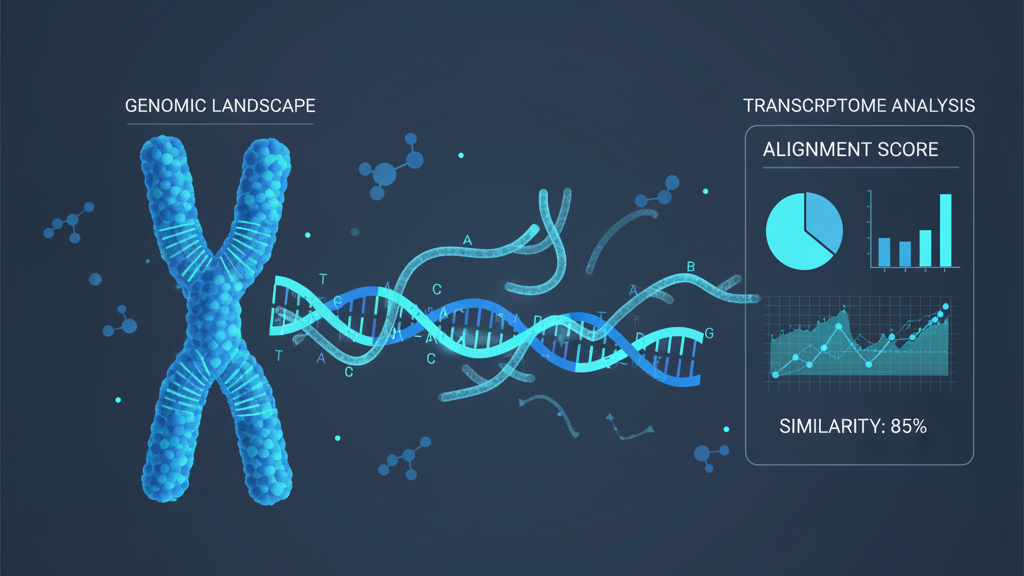 GENOMIC LANDSCAPE
TRANSCRPTOME ANALYSIS
ALIGNMENT SCORE
A
B
T
C
A
G
T
A
C
C
G
SIMILARITY: 85%